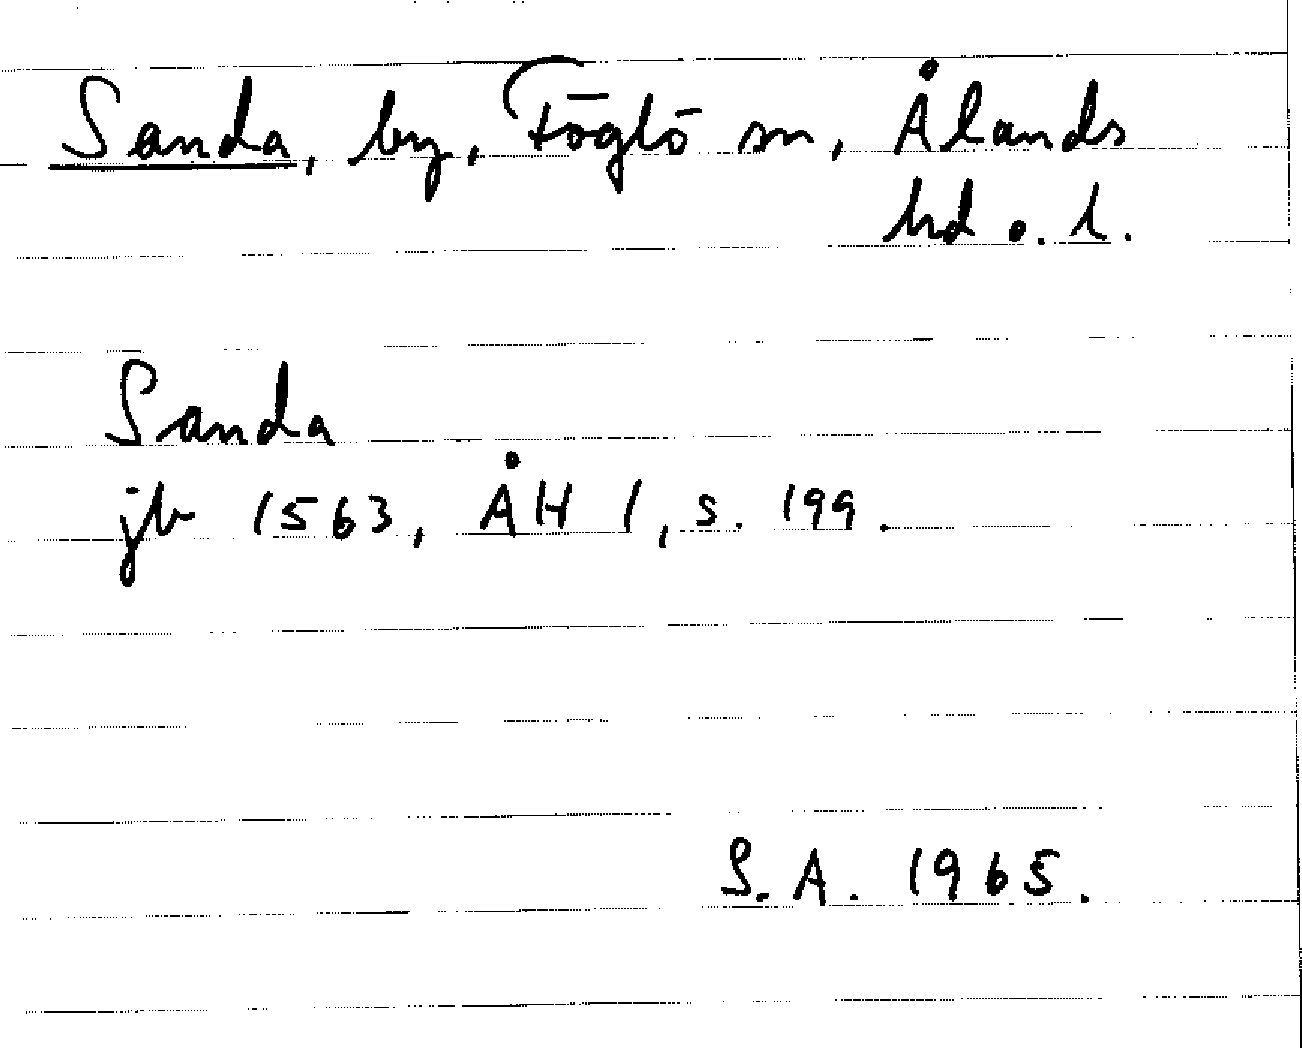 Sanda, by, Föglö sn, Ålands
hd o. l.
Sanda
jb 1563, ÅH 1, s. 199.
S.A. 1965.